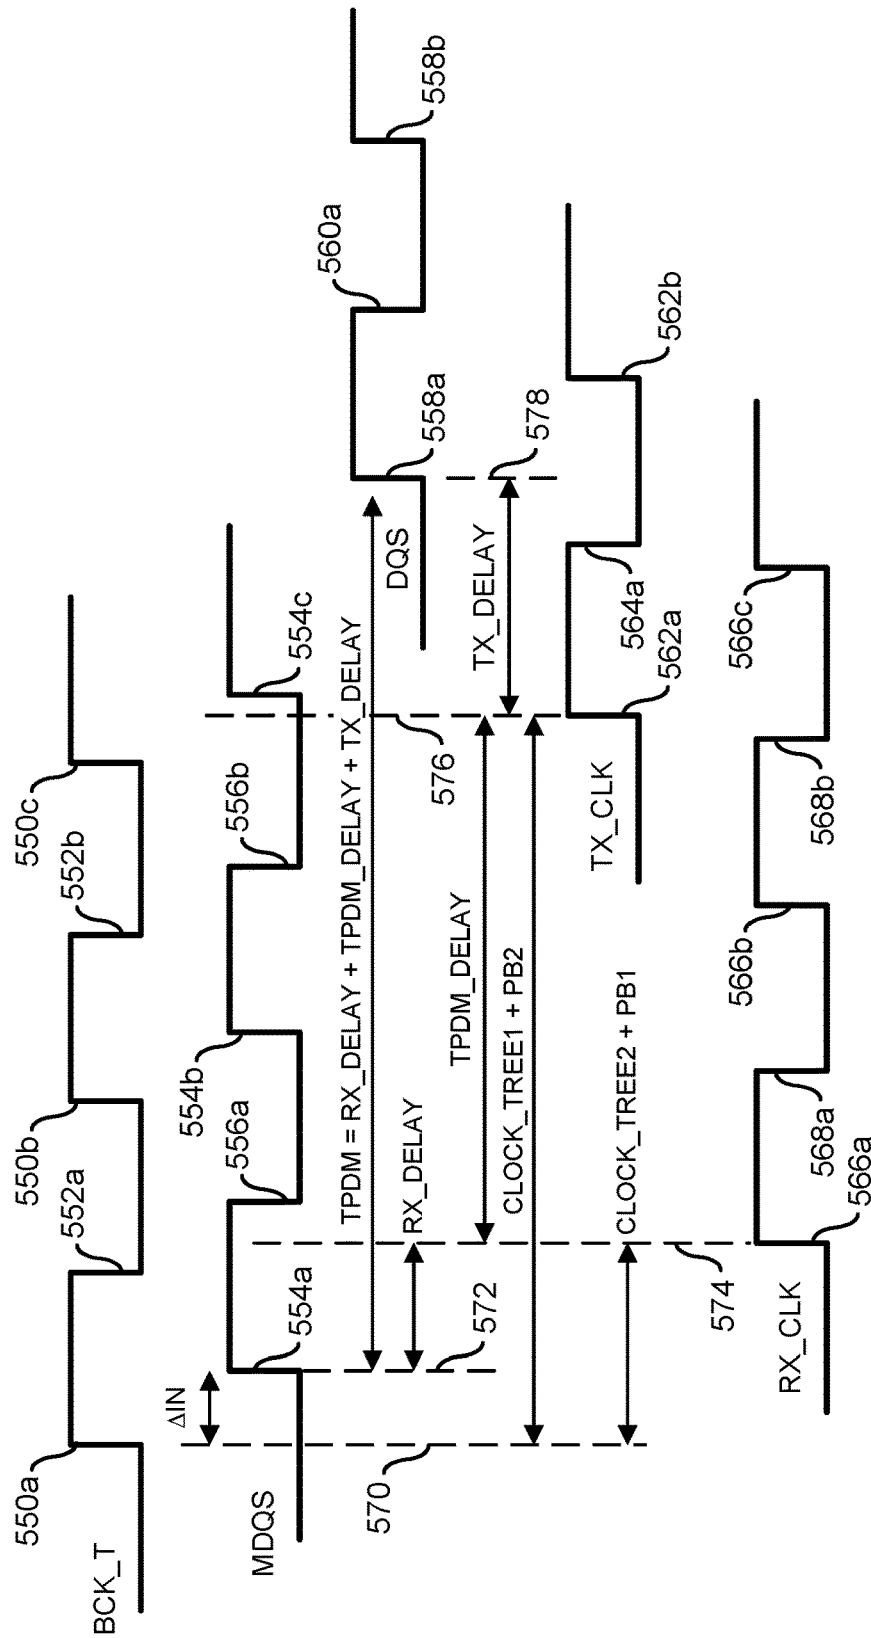 550a
552a
550b
552b
550c
BCK_T
ΔIN
554a
556a
554b
556b
554c
MDQS
TPDM = RX_DELAY + TPDM_DELAY + TX_DELAY
DQS
558a
560a
558b
RX_DELAY
572
570
576
TPDM_DELAY
TX_DELAY
578
CLOCK_TREE1 + PB2
TX_CLK
562a
564a
562b
CLOCK_TREE2 + PB1
574
RX_CLK
566a
568a
566b
568b
566c